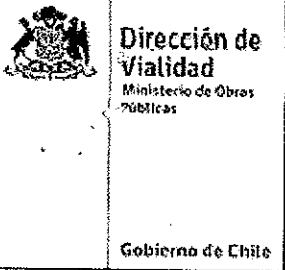 Dirección de
Vialidad
Ministerio de Obras
Públicas
Gobierno de Chile